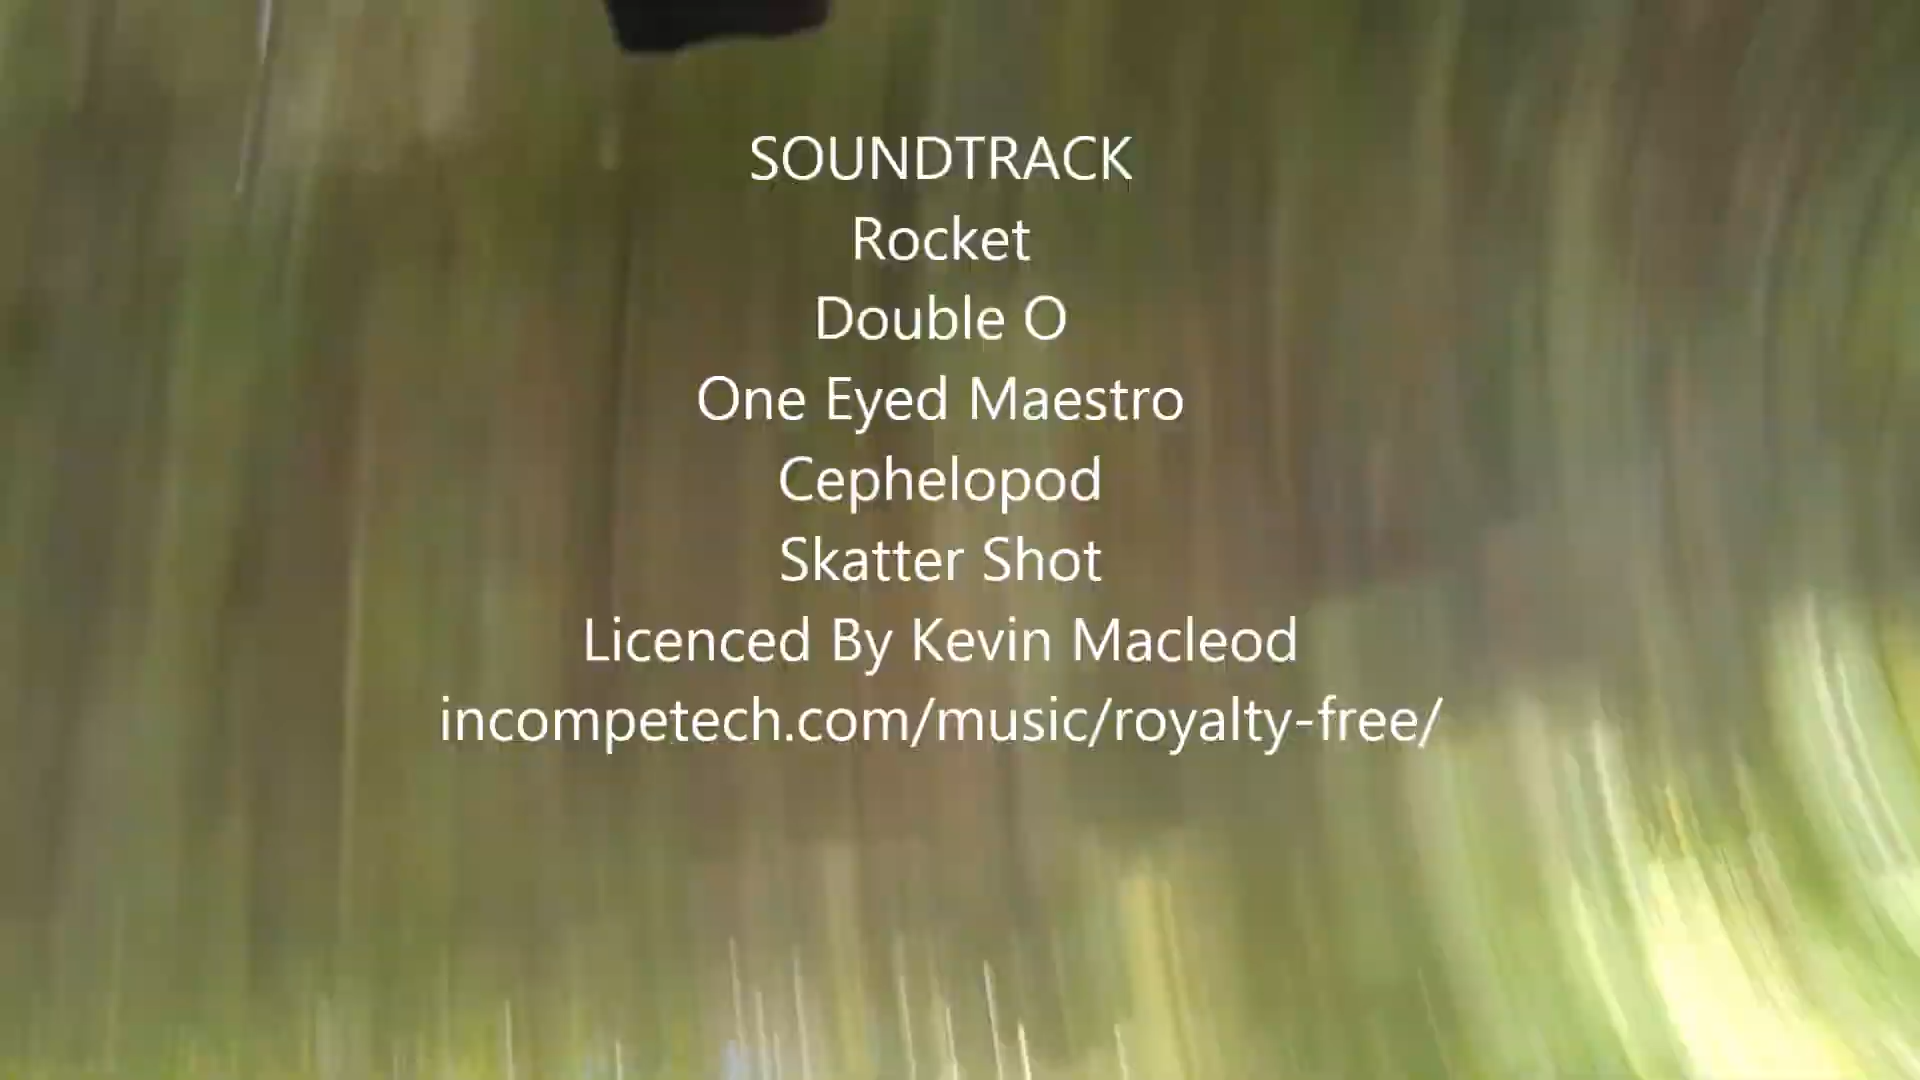 SOUNDTRACK
Rocket
Double O
One Eyed Maestro
Cephelopod
Skatter Shot
Licenced By Kevin Macleod
incompetech.com/music/royalty-free/